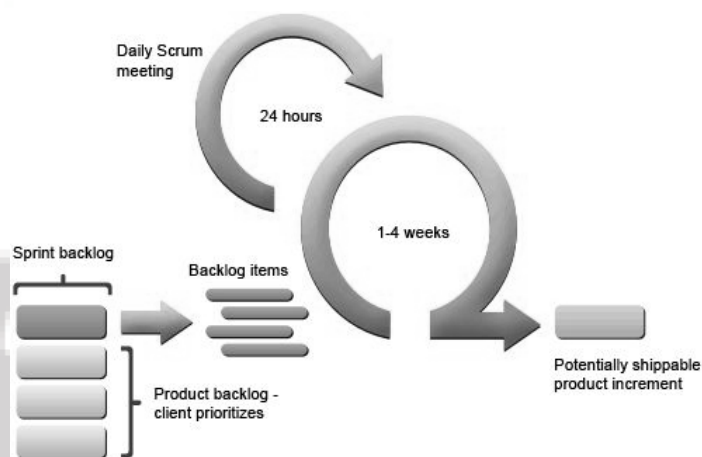 Daily Scrum
meeting
24 hours
1-4 weeks
Sprint backlog
Backlog items
Product backlog -
client prioritizes
Potentially shippable
product increment